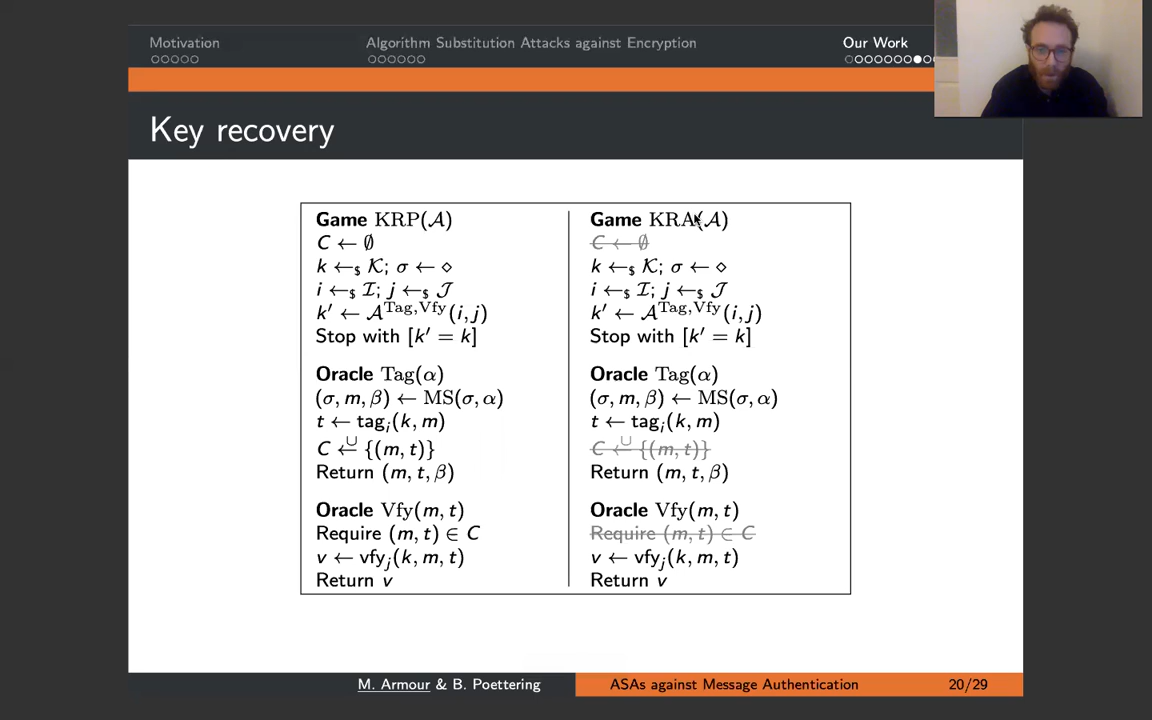 Motivation
Algorithm Substitution Attacks against Encryption
Our Work
Key recovery
Game KRP(𝒜)
C ← ∅
k ←$ 𝒦; σ ← ⋄
i ←$ ℐ; j ←$ 𝒥
k′ ← 𝒜^Tag,Vfy(i, j)
Stop with [k′ = k]
Oracle Tag(α)
(σ, m, β) ← MS(σ, α)
t ← tag_i(k, m)
C ←∪ {(m, t)}
Return (m, t, β)
Oracle Vfy(m, t)
Require (m, t) ∈ C
v ← vfy_j(k, m, t)
Return v
Game KRA(𝒜)
C ← ∅
k ←$ 𝒦; σ ← ⋄
i ←$ ℐ; j ←$ 𝒥
k′ ← 𝒜^Tag,Vfy(i, j)
Stop with [k′ = k]
Oracle Tag(α)
(σ, m, β) ← MS(σ, α)
t ← tag_i(k, m)
C ←∪ {(m, t)}
Return (m, t, β)
Oracle Vfy(m, t)
Require (m, t) ∈ C
v ← vfy_j(k, m, t)
Return v
M. Armour & B. Poettering
ASAs against Message Authentication
20/29